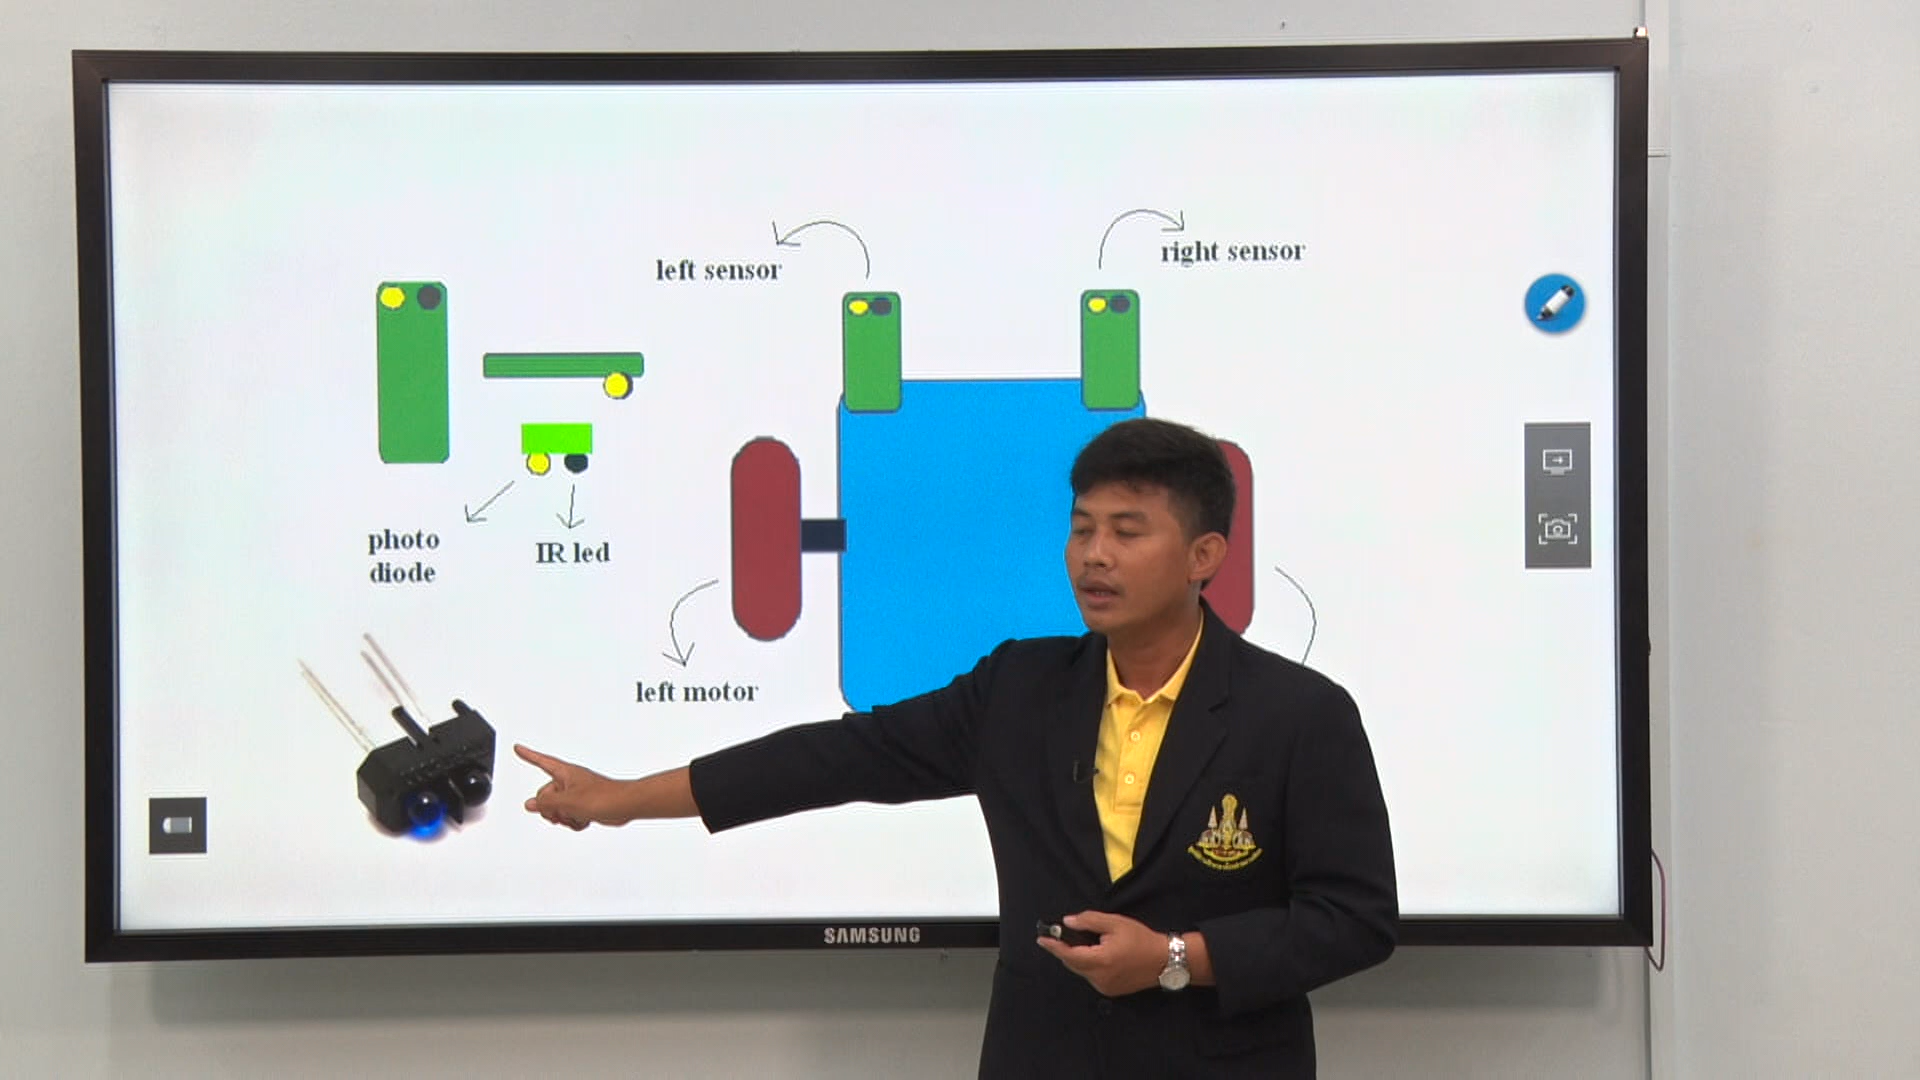 left sensor
right sensor
photo
diode
IR led
left motor
SAMSUNG